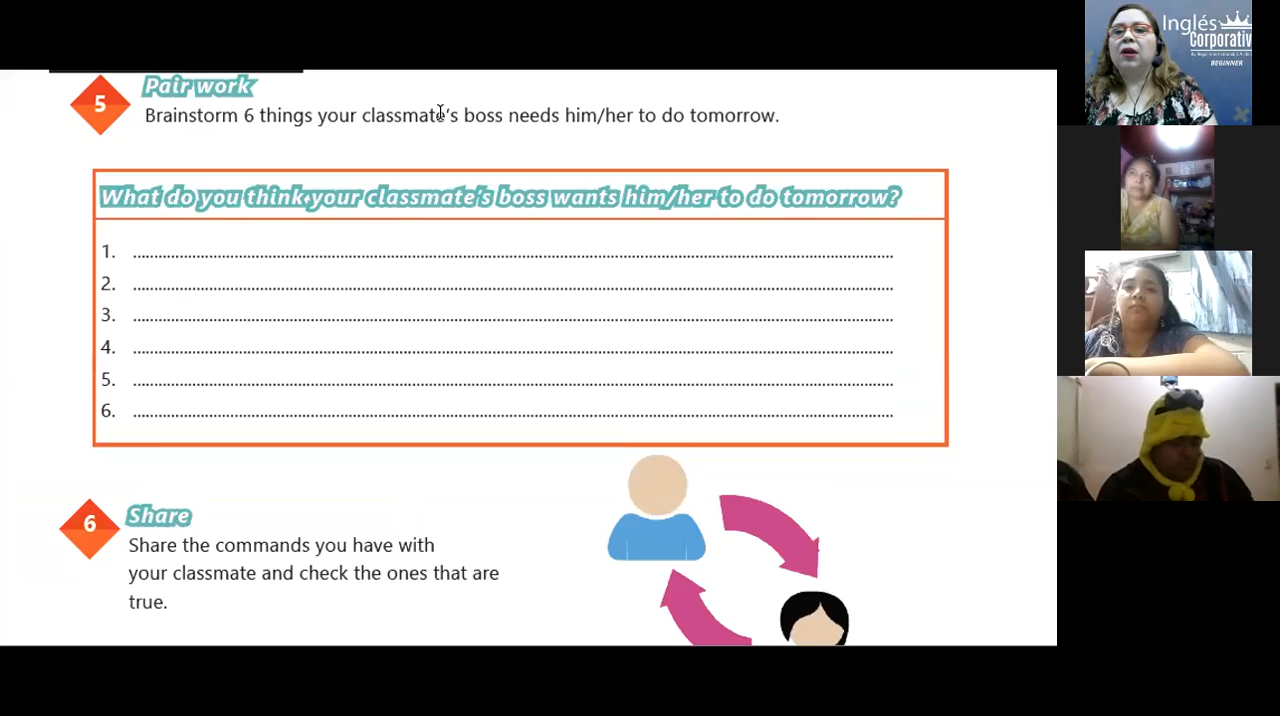 5
Pair work
Brainstorm 6 things your classmate's boss needs him/her to do tomorrow.
What do you think your classmate's boss wants him/her to do tomorrow?
1. ........................................................
2. ........................................................
3. ........................................................
4. ........................................................
5. ........................................................
6. ........................................................
6
Share
Share the commands you have with
your classmate and check the ones that are
true.
Inglés
Corporativ
BEGINNER